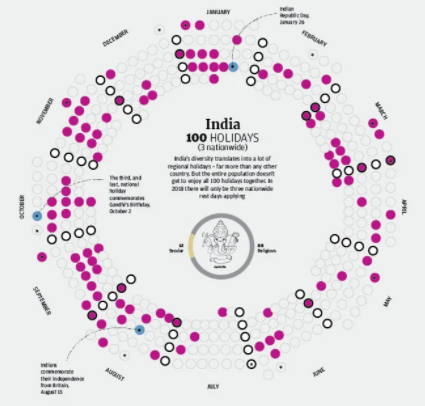 JANUARY
Indian
Republic Day,
January 26
FEBRUARY
DECEMBER
MARCH
NOVEMBER
India
100 HOLIDAYS
(3 nationwide)
India's diversity translates into a lot of
regional holidays – far more than any other
country. But the entire population doesn't
get to enjoy all 100 holidays together. In
2018 there will only be three nationwide
rest days applying
The third, and
last, national
holiday
commemorates
Gandhi's Birthday,
October 2
OCTOBER
APRIL
Secular
Religious
SEPTEMBER
MAY
Indians
commemorate
their independence
from Britain,
August 15
AUGUST
JULY
JUNE